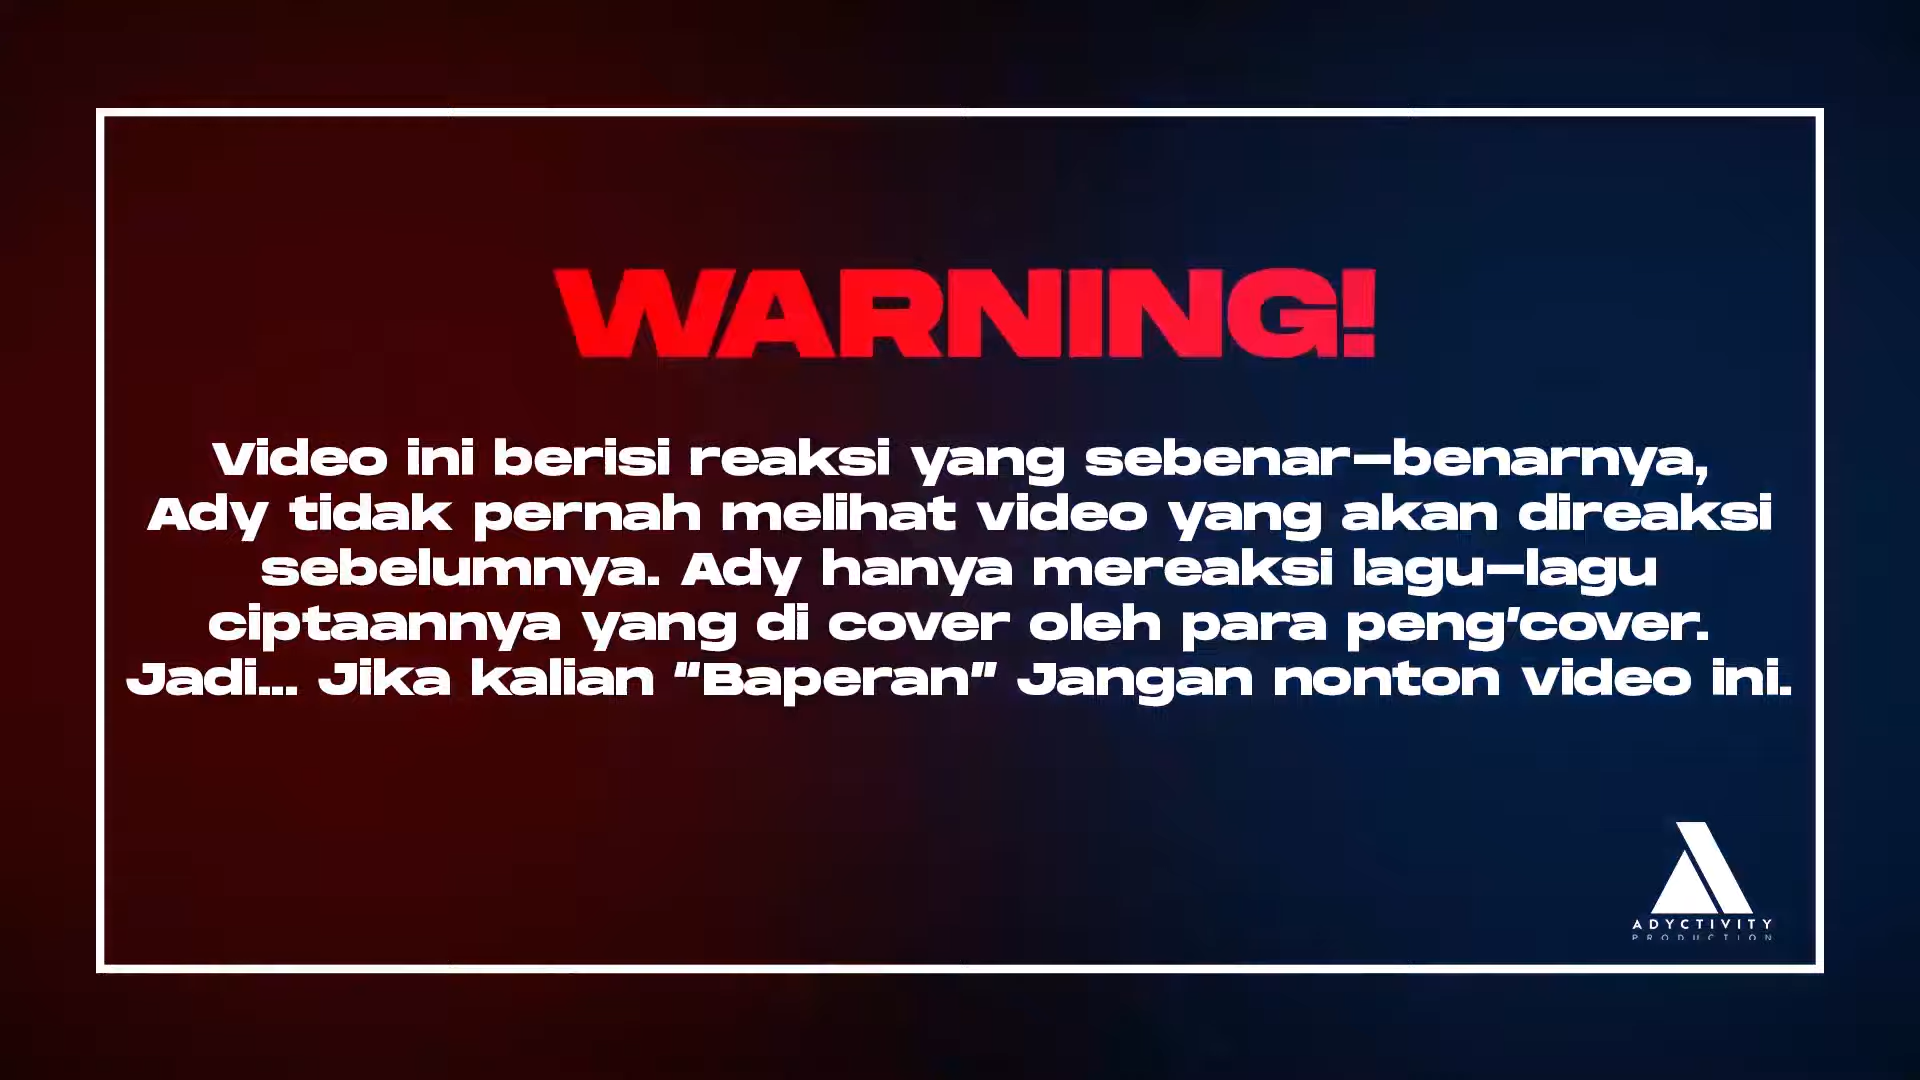 WARNING!
Video ini berisi reaksi yang sebenar-benarnya,
Ady tidak pernah melihat video yang akan direaksi
sebelumnya. Ady hanya mereaksi lagu-lagu
ciptaannya yang di cover oleh para peng'cover.
Jadi... Jika kalian “Baperan” Jangan nonton video ini.
ADYCTIVITY
PRODUCTION